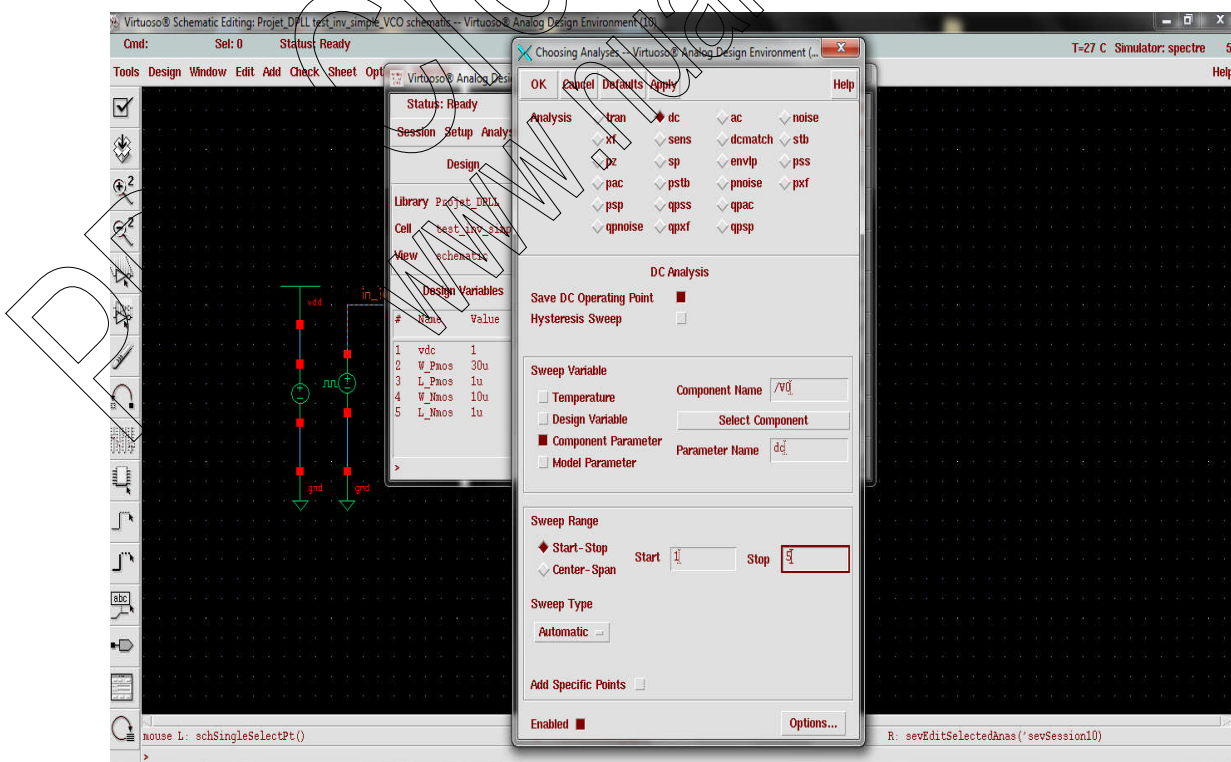 Virtuoso® Schematic Editing: Projet_DPLL test_inv_simple_VCO schematic -- Virtuoso® Analog Design Environment (10)
Cmd: Sel: 0 Status: Ready T=27 C Simulator: spectre 5
Tools Design Window Edit Add Check Sheet Opt Help
Virtuoso® Analog Desi
Status: Ready
Session Setup Analys
Design
Library Projet_DPLL
Cell test_inv_simp
View schematic
Design Variables
# Name Value
1 vdc 1
2 W_Pmos 30u
3 L_Pmos 1u
4 W_Nmos 10u
5 L_Nmos 1u
>
vdd
in_i
gnd gnd
abc
Choosing Analyses -- Virtuoso® Analog Design Environment (...
OK Cancel Defaults Apply Help
Analysis tran dc ac noise
xf sens dcmatch stb
pz sp envlp pss
pac pstb pnoise pxf
psp qpss qpac
qpnoise qpxf qpsp
DC Analysis
Save DC Operating Point
Hysteresis Sweep
Sweep Variable
Temperature
Design Variable
Component Parameter
Model Parameter
Component Name /V0
Select Component
Parameter Name dc
Sweep Range
Start-Stop Start 1 Stop 5
Center-Span
Sweep Type
Automatic
Add Specific Points
Enabled Options...
mouse L: schSingleSelectPt() R: sevEditSelectedAnas('sevSession10)
>